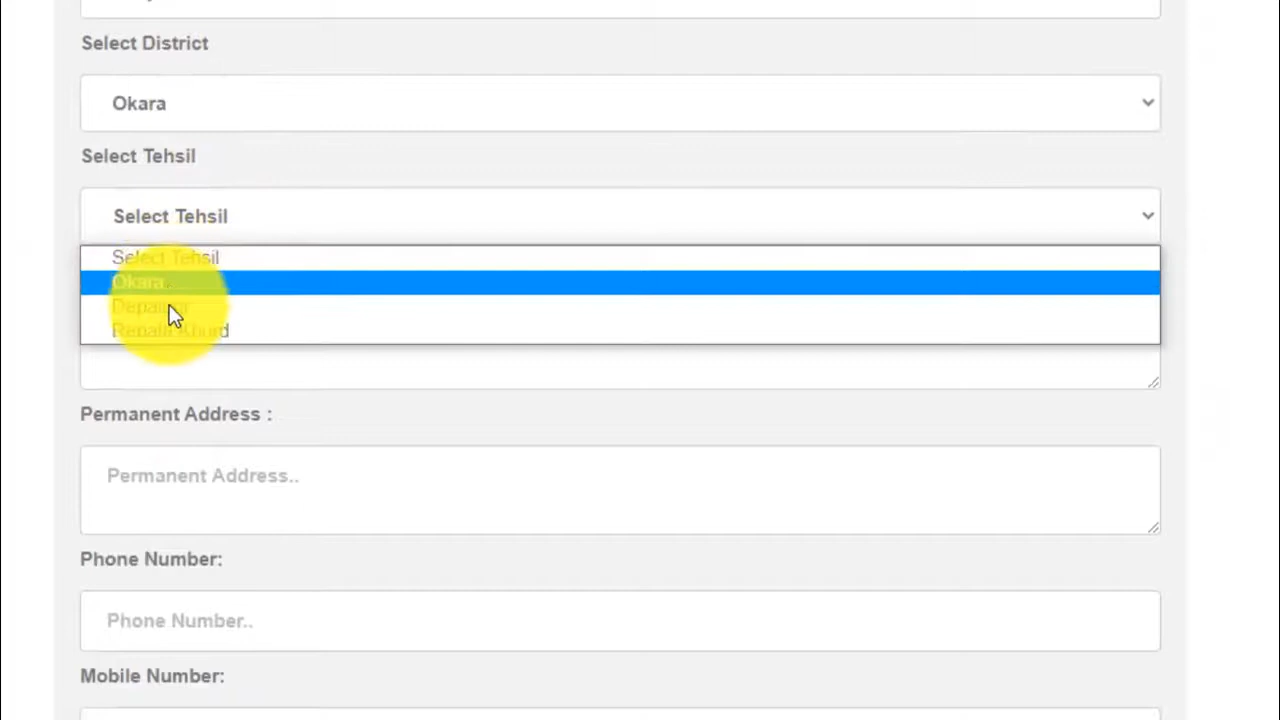 Select District
Okara
Select Tehsil
Select Tehsil
Select Tehsil
Okara
Permanent Address :
Permanent Address..
Phone Number:
Phone Number..
Mobile Number: